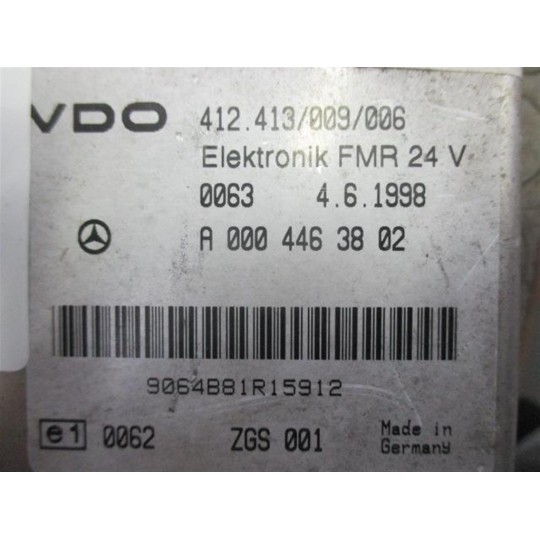 VDO 412.413/009/006
Elektronik FMR 24 V
0063 4.6.1998
A 000 446 38 02
9064B81R15912
e1 0062 ZGS 001 Made in
Germany